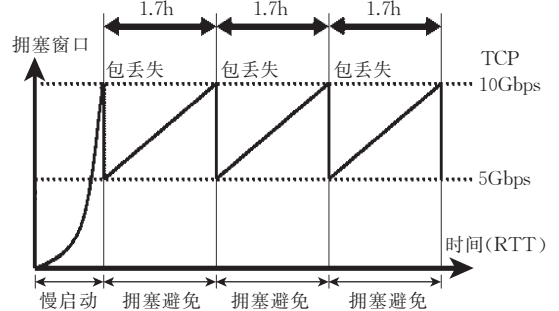 1.7h 1.7h 1.7h
拥塞窗口
TCP
包丢失 包丢失 包丢失
10Gbps
5Gbps
时间(RTT)
慢启动 拥塞避免 拥塞避免 拥塞避免